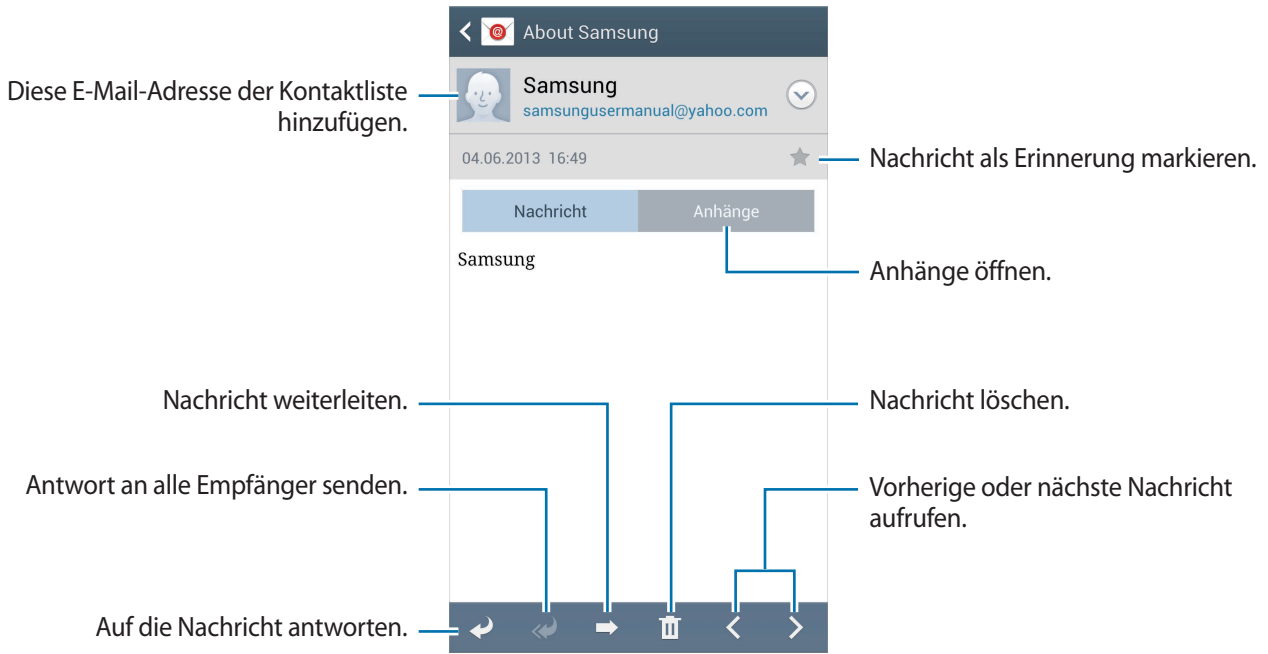 About Samsung
Diese E-Mail-Adresse der Kontaktliste
hinzufügen.
Samsung
samsungusermanual@yahoo.com
04.06.2013 16:49
Nachricht als Erinnerung markieren.
Nachricht
Anhänge
Samsung
Anhänge öffnen.
Nachricht weiterleiten.
Nachricht löschen.
Antwort an alle Empfänger senden.
Vorherige oder nächste Nachricht
aufrufen.
Auf die Nachricht antworten.